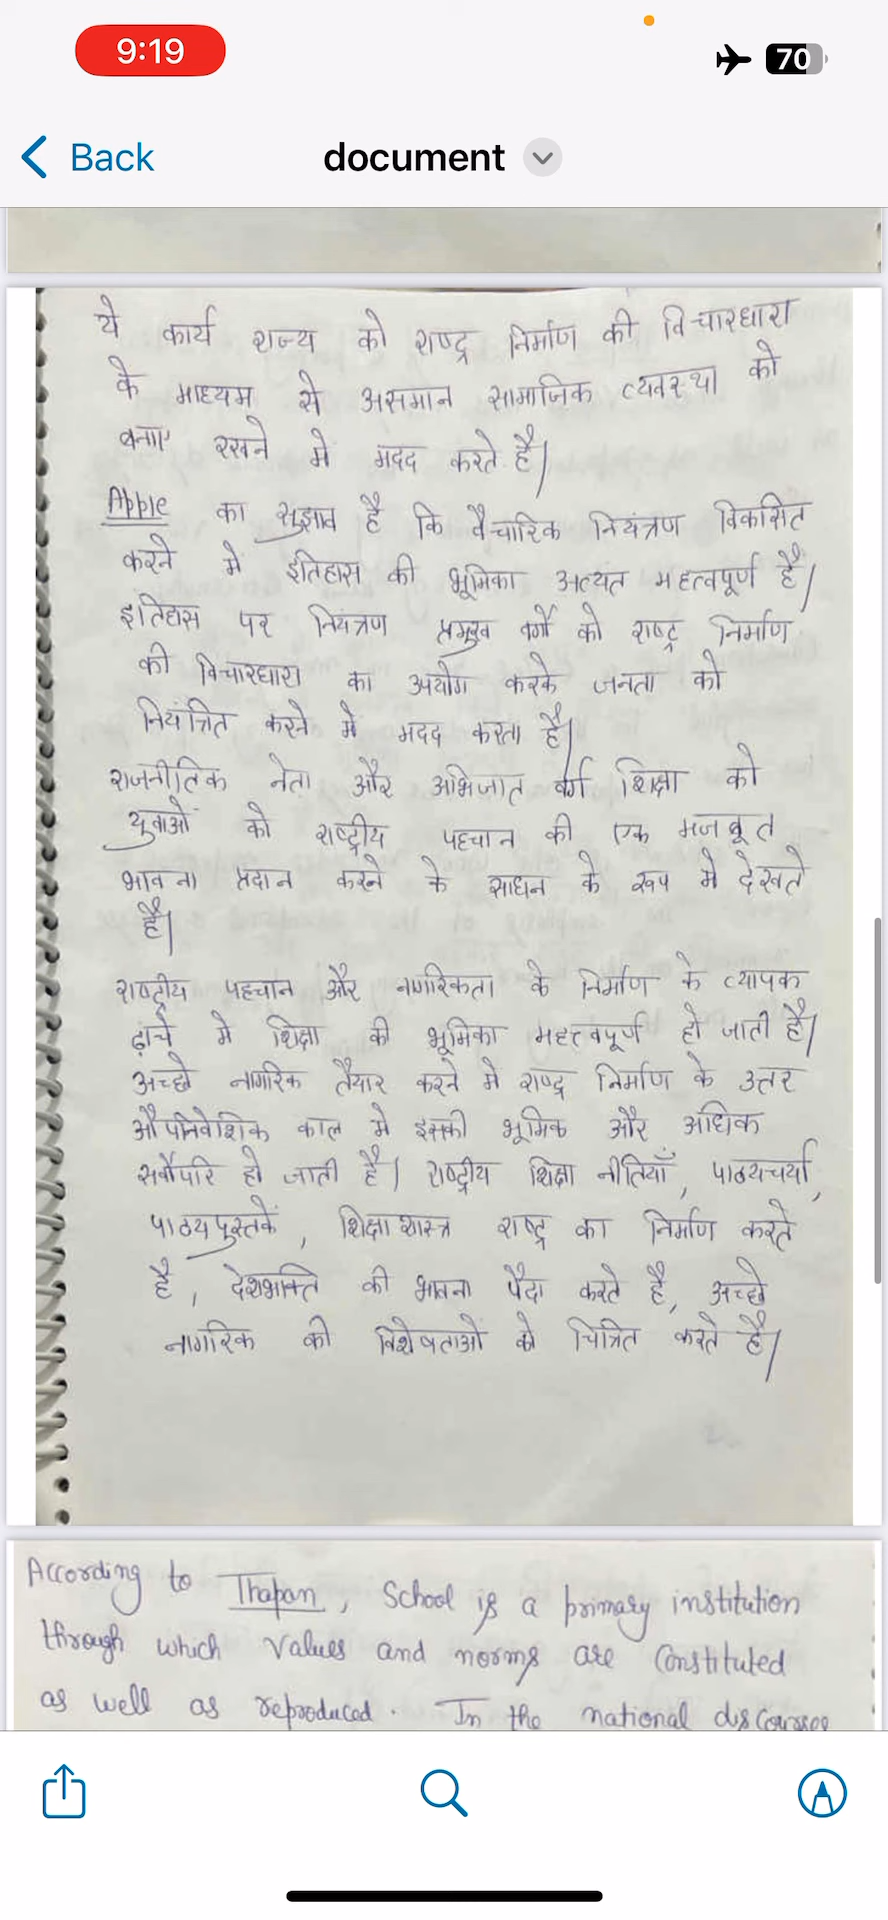 9:19
70
Back
document
ये कार्य राज्य को राष्ट्र निर्माण की विचारधारा
के माध्यम से असमान सामाजिक व्यवस्था को
बनाए रखने में मदद करते है।
Apple का सुझाव है कि वैचारिक नियंत्रण विकसित
करने में इतिहास की भूमिका अत्यंत महत्वपूर्ण है।
इतिहास पर नियंत्रण प्रमुख वर्गों को राष्ट्र निर्माण
की विचारधारा का प्रयोग करके जनता को
नियंत्रित करने में मदद करता है।
राजनीतिक नेता और अभिजात वर्ग शिक्षा को
युवाओं को राष्ट्रीय पहचान की एक मजबूत
भावना प्रदान करने के साधन के रूप में देखते
है।
राष्ट्रीय पहचान और नागरिकता के निर्माण के व्यापक
ढ़ांचे में शिक्षा की भूमिका महत्त्वपूर्ण हो जाती है।
अच्छे नागरिक तैयार करने में राष्ट्र निर्माण के उत्तर
औपनिवेशिक काल में इसकी भूमिक और अधिक
सर्वोपरि हो जाती है। राष्ट्रीय शिक्षा नीतियाँ, पाठयचर्या,
पाठयपुस्तकें, शिक्षा शास्त्र राष्ट्र का निर्माण करते
है, देशभक्ति की भावना पैदा करते है, अच्छे
नागरिक की विशेषताओं को चित्रित करते है।
According to Thapan, School is a primary institution
through which values and norms are constituted
as well as reproduced. In the national discourse